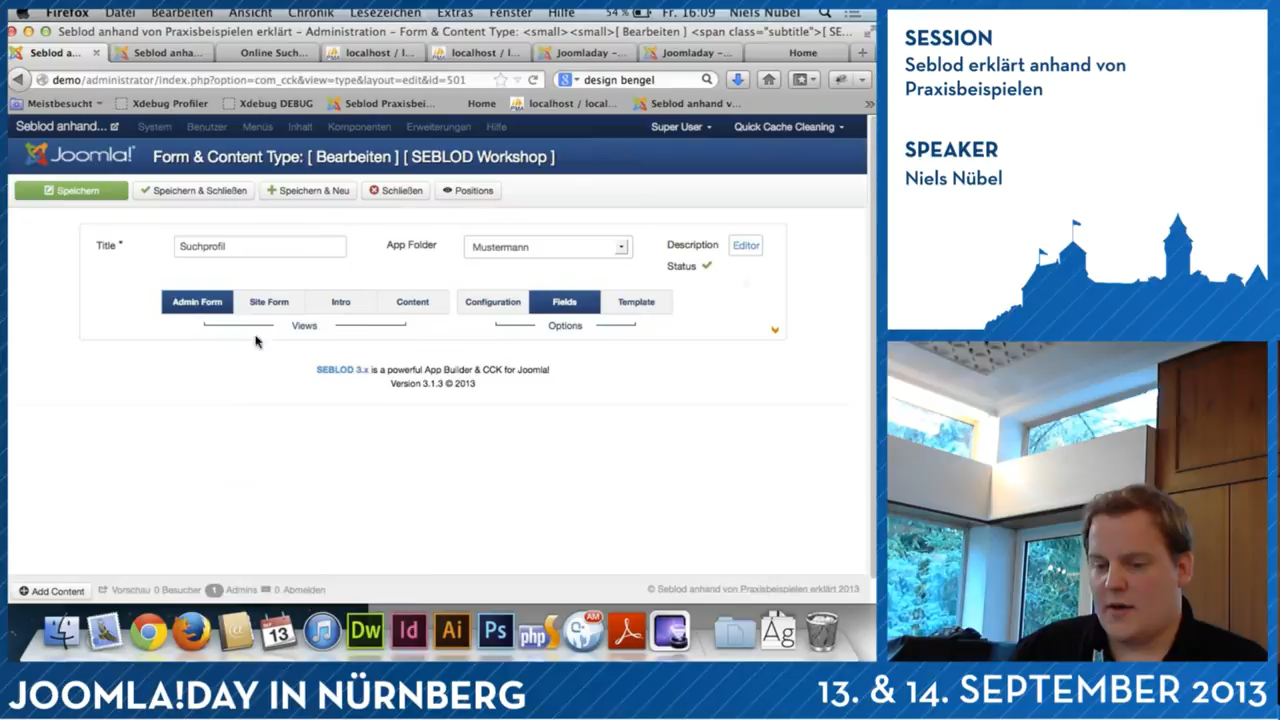 Firefox Datei Bearbeiten Ansicht Chronik Lesezeichen Extras Fenster Hilfe 54 % Fr. 16:09 Niels Nübel
Seblod anhand von Praxisbeispielen erklärt – Administration – Form & Content Type: <small><small>[ Bearbeiten ] <span class="subtitle">[ SE...
Seblod a... Seblod anha... Online Such... localhost / l... localhost / l... Joomladay –... Joomladay –... Home
demo/administrator/index.php?option=com_cck&view=type&layout=edit&id=501
design bengel
Meistbesucht Xdebug Profiler Xdebug DEBUG Seblod Praxisbei... Home localhost / local... Seblod anhand v...
Seblod anhand... System Benutzer Menüs Inhalt Komponenten Erweiterungen Hilfe Super User Quick Cache Cleaning
Joomla! Form & Content Type: [ Bearbeiten ] [ SEBLOD Workshop ]
Speichern Speichern & Schließen Speichern & Neu Schließen Positions
Title * Suchprofil App Folder Mustermann Description Editor
Status
Admin Form Site Form Intro Content Configuration Fields Template
Views Options
SEBLOD 3.x is a powerful App Builder & CCK for Joomla!
Version 3.1.3 © 2013
Add Content Vorschau 0 Besucher 1 Admins 0 Abmelden © Seblod anhand von Praxisbeispielen erklärt 2013
13 Dw Id Ai Ps php AM Ag
SESSION
Seblod erklärt anhand von
Praxisbeispielen
SPEAKER
Niels Nübel
JOOMLA!DAY IN NÜRNBERG
13. & 14. SEPTEMBER 2013